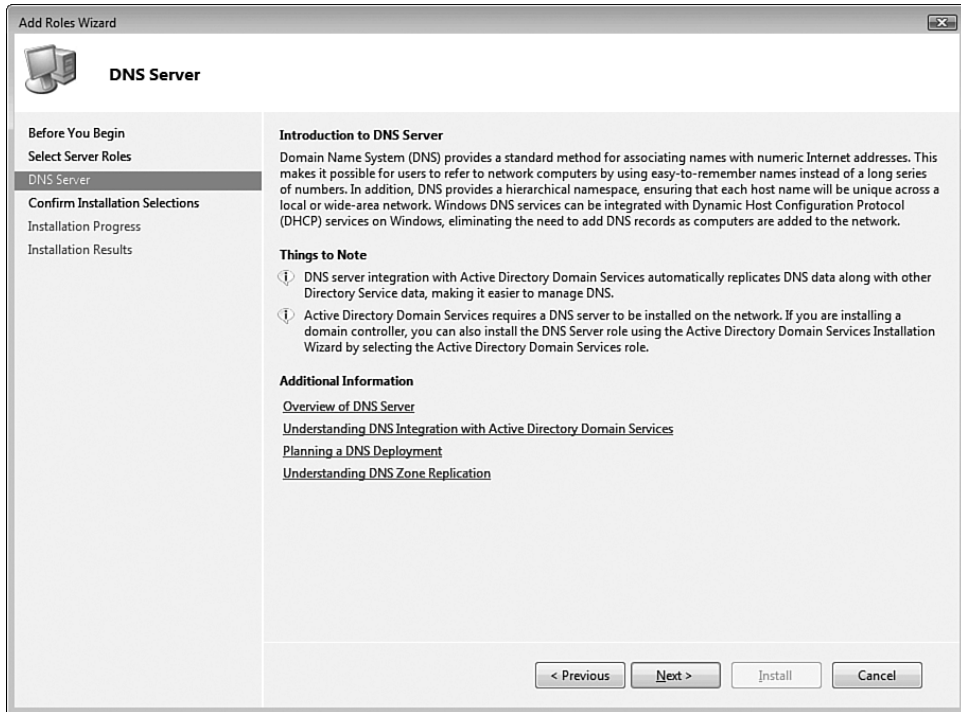 Add Roles Wizard
DNS Server
Before You Begin
Select Server Roles
DNS Server
Confirm Installation Selections
Installation Progress
Installation Results
Introduction to DNS Server
Domain Name System (DNS) provides a standard method for associating names with numeric Internet addresses. This
makes it possible for users to refer to network computers by using easy-to-remember names instead of a long series
of numbers. In addition, DNS provides a hierarchical namespace, ensuring that each host name will be unique across a
local or wide-area network. Windows DNS services can be integrated with Dynamic Host Configuration Protocol
(DHCP) services on Windows, eliminating the need to add DNS records as computers are added to the network.
Things to Note
DNS server integration with Active Directory Domain Services automatically replicates DNS data along with other
Directory Service data, making it easier to manage DNS.
Active Directory Domain Services requires a DNS server to be installed on the network. If you are installing a
domain controller, you can also install the DNS Server role using the Active Directory Domain Services Installation
Wizard by selecting the Active Directory Domain Services role.
Additional Information
Overview of DNS Server
Understanding DNS Integration with Active Directory Domain Services
Planning a DNS Deployment
Understanding DNS Zone Replication
< Previous
Next >
Install
Cancel